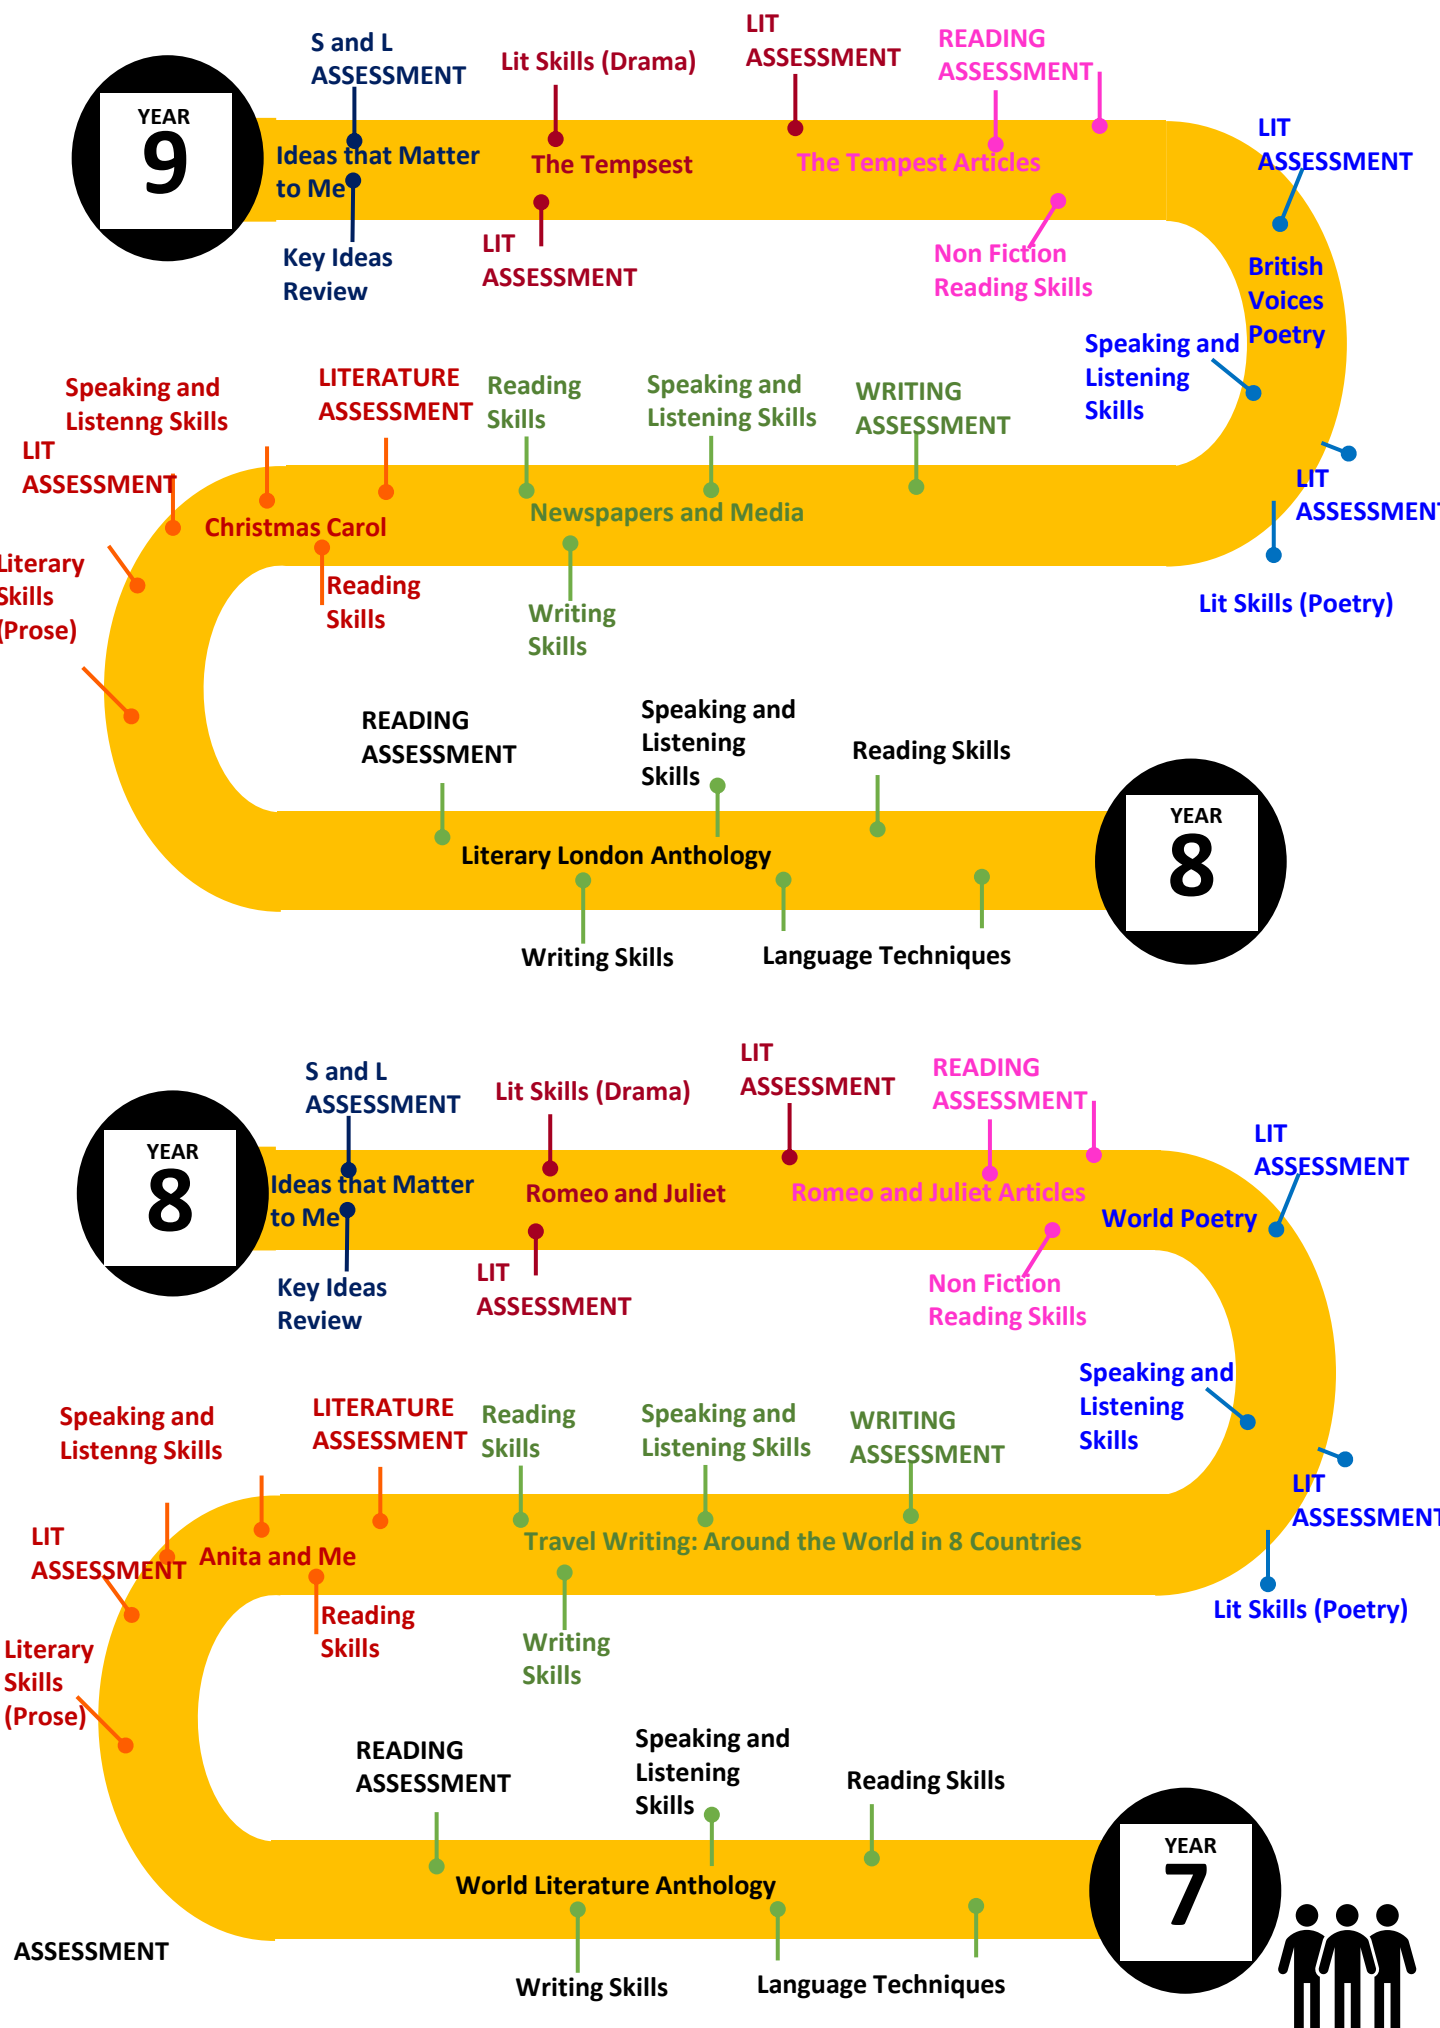 YEAR
9
S and L
ASSESSMENT
Lit Skills (Drama)
LIT
ASSESSMENT
READING
ASSESSMENT
Ideas that Matter
to Me
The Tempsest
The Tempest Articles
LIT
ASSESSMENT
Key Ideas
Review
LIT
ASSESSMENT
Non Fiction
Reading Skills
British
Voices
Poetry
Speaking and
Listening
Skills
LIT
ASSESSMENT
Lit Skills (Poetry)
Speaking and
Listenng Skills
LITERATURE
ASSESSMENT
Reading
Skills
Speaking and
Listening Skills
WRITING
ASSESSMENT
LIT
ASSESSMENT
Christmas Carol
Newspapers and Media
Literary
Skills
(Prose)
Reading
Skills
Writing
Skills
READING
ASSESSMENT
Speaking and
Listening
Skills
Reading Skills
Literary London Anthology
YEAR
8
Writing Skills
Language Techniques
YEAR
8
S and L
ASSESSMENT
Lit Skills (Drama)
LIT
ASSESSMENT
READING
ASSESSMENT
Ideas that Matter
to Me
Romeo and Juliet
Romeo and Juliet Articles
World Poetry
LIT
ASSESSMENT
Key Ideas
Review
LIT
ASSESSMENT
Non Fiction
Reading Skills
Speaking and
Listening
Skills
LIT
ASSESSMENT
Lit Skills (Poetry)
Speaking and
Listenng Skills
LITERATURE
ASSESSMENT
Reading
Skills
Speaking and
Listening Skills
WRITING
ASSESSMENT
LIT
ASSESSMENT
Anita and Me
Travel Writing: Around the World in 8 Countries
Reading
Skills
Writing
Skills
Literary
Skills
(Prose)
READING
ASSESSMENT
Speaking and
Listening
Skills
Reading Skills
World Literature Anthology
YEAR
7
ASSESSMENT
Writing Skills
Language Techniques